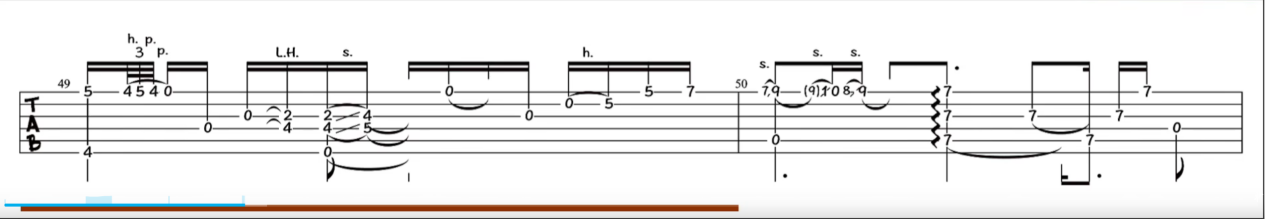 h. p.
3 p. L.H. s. h. s. s. s.
49 5 4 5 4 0 0 5 7 50 7 9 (9) 10 8 9 7 7
T 0 5
A 0 2 2 4 0 7 7 7
B 0 4 4 5 0 7 7 0
4 0